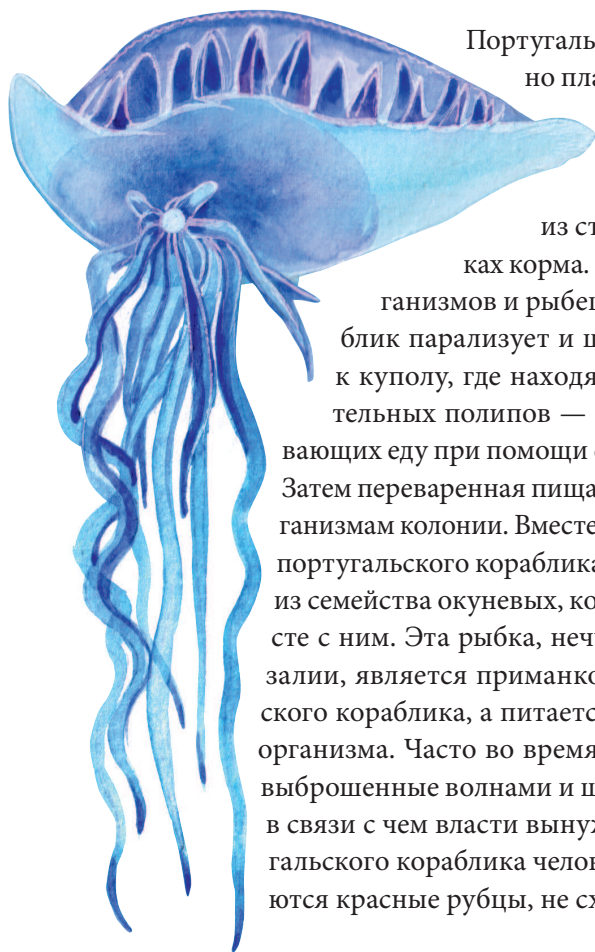 Португаль
но пла
из ст
ках корма.
ганизмов и рыбеш
блик парализует и щ
к куполу, где находя
тельных полипов —
вающих еду при помощи
Затем переваренная пища
ганизмам колонии. Вместе
португальского кораблика
из семейства окуневых, ко
сте с ним. Эта рыбка, нечу
залии, является приманко
ского кораблика, а питаетс
организма. Часто во время
выброшенные волнами и щ
в связи с чем власти вынуж
гальского кораблика челов
ются красные рубцы, не сх